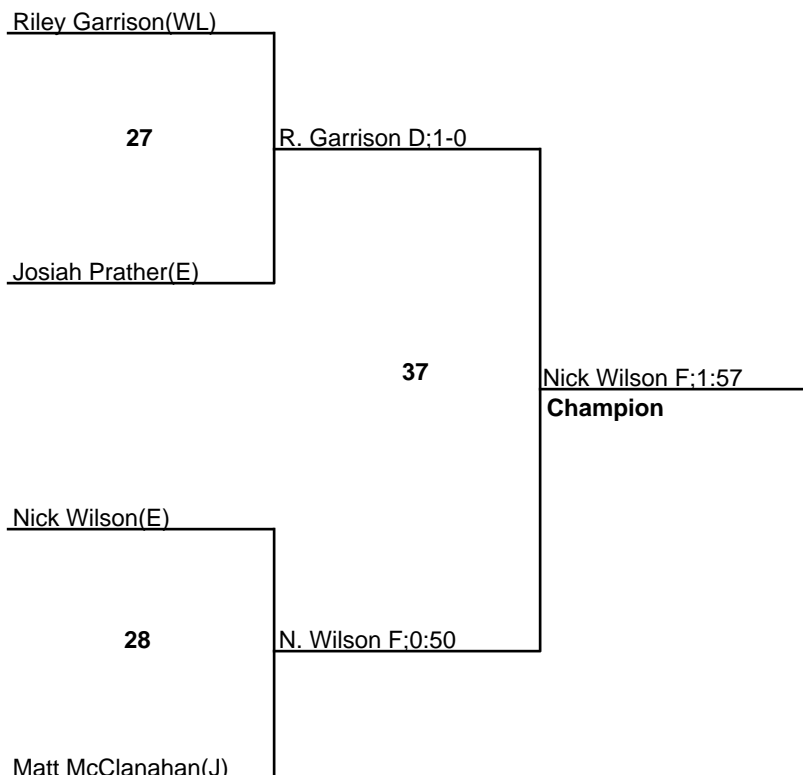 Riley Garrison(WL)
27
R. Garrison D;1-0
Josiah Prather(E)
37
Nick Wilson F;1:57
Champion
Nick Wilson(E)
28
N. Wilson F;0:50
Matt McClanahan(J)